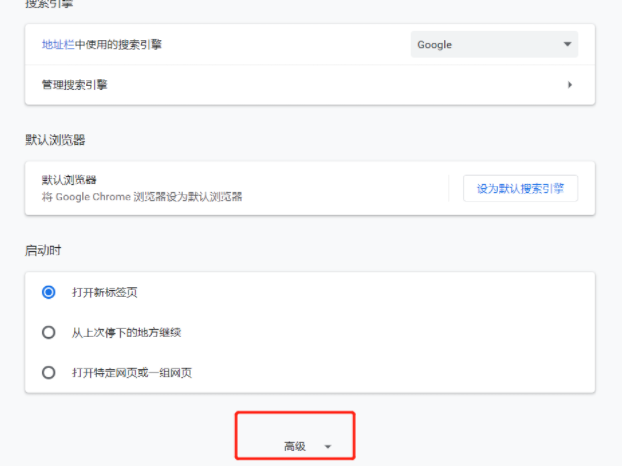 搜索引擎
地址栏中使用的搜索引擎
Google
管理搜索引擎
默认浏览器
默认浏览器
将 Google Chrome 浏览器设为默认浏览器
设为默认搜索引擎
启动时
打开新标签页
从上次停下的地方继续
打开特定网页或一组网页
高级